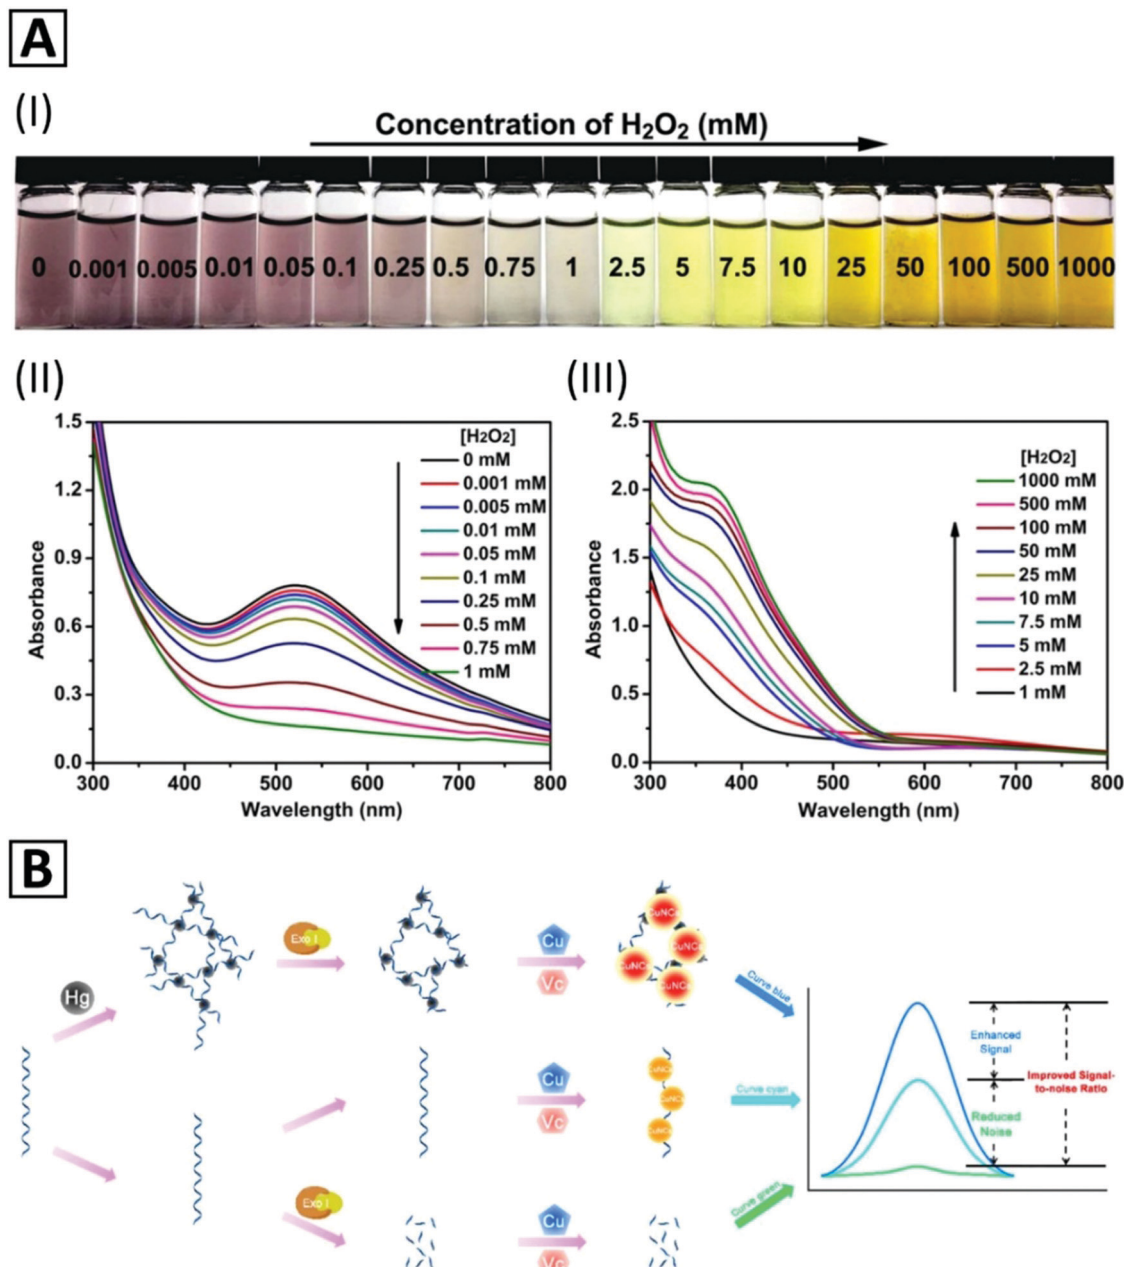 A
(I)
Concentration of H2O2 (mM)
0 0.001 0.005 0.01 0.05 0.1 0.25 0.5 0.75 1 2.5 5 7.5 10 25 50 100 500 1000
(II)
1.5
1.2
0.9
0.6
0.3
0.0
Absorbance
300 400 500 600 700 800
Wavelength (nm)
[H2O2]
0 mM
0.001 mM
0.005 mM
0.01 mM
0.05 mM
0.1 mM
0.25 mM
0.5 mM
0.75 mM
1 mM
(III)
2.5
2.0
1.5
1.0
0.5
0.0
Absorbance
300 400 500 600 700 800
Wavelength (nm)
[H2O2]
1000 mM
500 mM
100 mM
50 mM
25 mM
10 mM
7.5 mM
5 mM
2.5 mM
1 mM
B
Hg
Exo I
Cu
Vc
CuNCs
CuNCs
CuNCs
CuNCs
Curve blue
Cu
Vc
CuNCs
CuNCs
CuNCs
Curve cyan
Exo I
Cu
Vc
Curve green
Enhanced
Signal
Improved Signal-
to-noise Ratio
Reduced
Noise